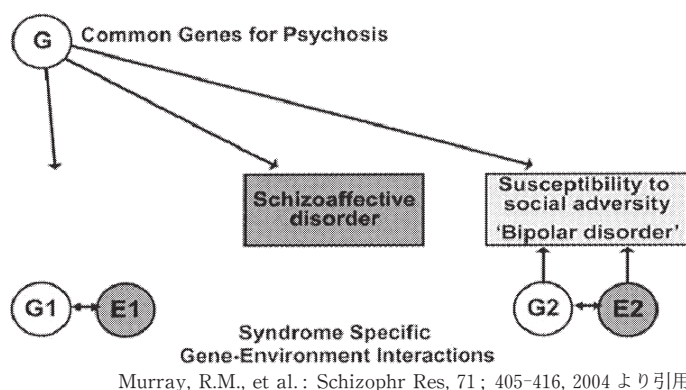 G
Common Genes for Psychosis
Schizoaffective
disorder
Susceptibility to
social adversity
'Bipolar disorder'
G1
E1
G2
E2
Syndrome Specific
Gene-Environment Interactions
Murray, R.M., et al. : Schizophr Res, 71 ; 405-416, 2004 より引用